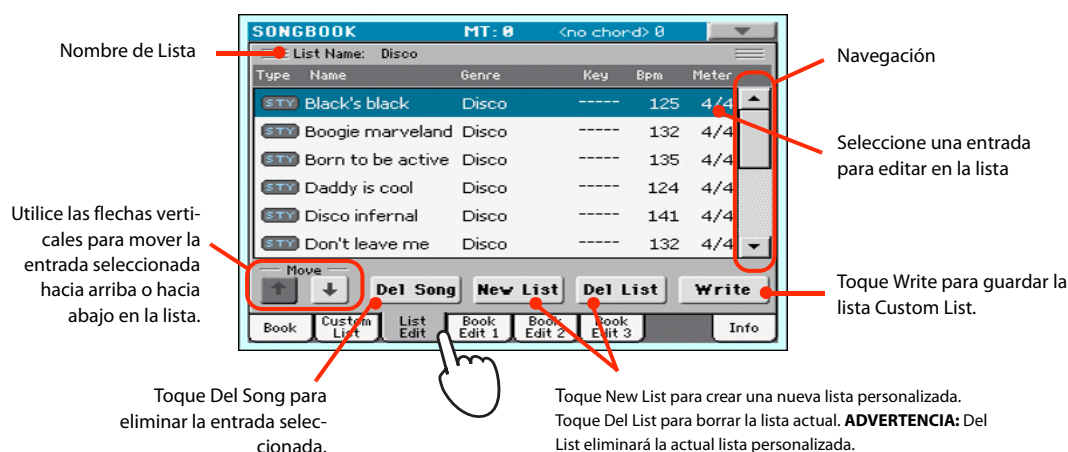 SONGBOOK MT: 0 <no chord> 0
List Name: Disco
Type Name Genre Key Bpm Meter
STY Black's black Disco ----- 125 4/4
STY Boogie marveland Disco ----- 132 4/4
STY Born to be active Disco ----- 135 4/4
STY Daddy is cool Disco ----- 124 4/4
STY Disco infernal Disco ----- 141 4/4
STY Don't leave me Disco ----- 132 4/4
Move
Del Song New List Del List Write
Book Custom List List Edit Book Edit 1 Book Edit 2 Book Edit 3 Info
Nombre de Lista
Utilice las flechas verti-
cales para mover la
entrada seleccionada
hacia arriba o hacia
abajo en la lista.
Toque Del Song para
eliminar la entrada selec-
cionada.
Navegación
Seleccione una entrada
para editar en la lista
Toque Write para guardar la
lista Custom List.
Toque New List para crear una nueva lista personalizada.
Toque Del List para borrar la lista actual. ADVERTENCIA: Del
List eliminará la actual lista personalizada.